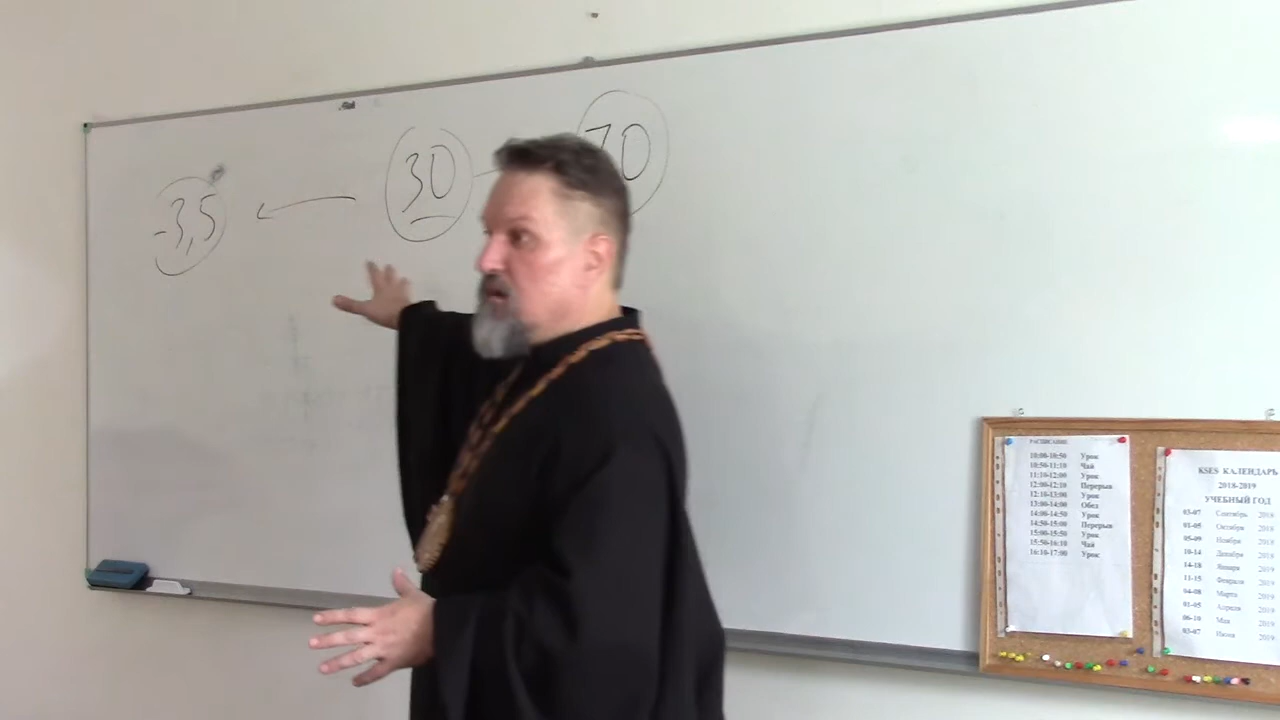 -3,5 ← 30 - 70
РАСПИСАНИЕ
10:00-10:50 Урок
10:50-11:10 Чай
11:10-12:00 Урок
12:00-12:10 Перерыв
12:10-13:00 Урок
13:00-14:00 Обед
14:00-14:50 Урок
14:50-15:00 Перерыв
15:00-15:50 Урок
15:50-16:10 Чай
16:10-17:00 Урок
KSES КАЛЕНДАРЬ
2018-2019
УЧЕБНЫЙ ГОД
03-07 Сентябрь 2018
01-05 Октября 2018
05-09 Ноября 2018
10-14 Декабря 2018
14-18 Января 2019
11-15 Февраля 2019
04-08 Марта 2019
01-05 Апреля 2019
06-10 Мая 2019
03-07 Июня 2019